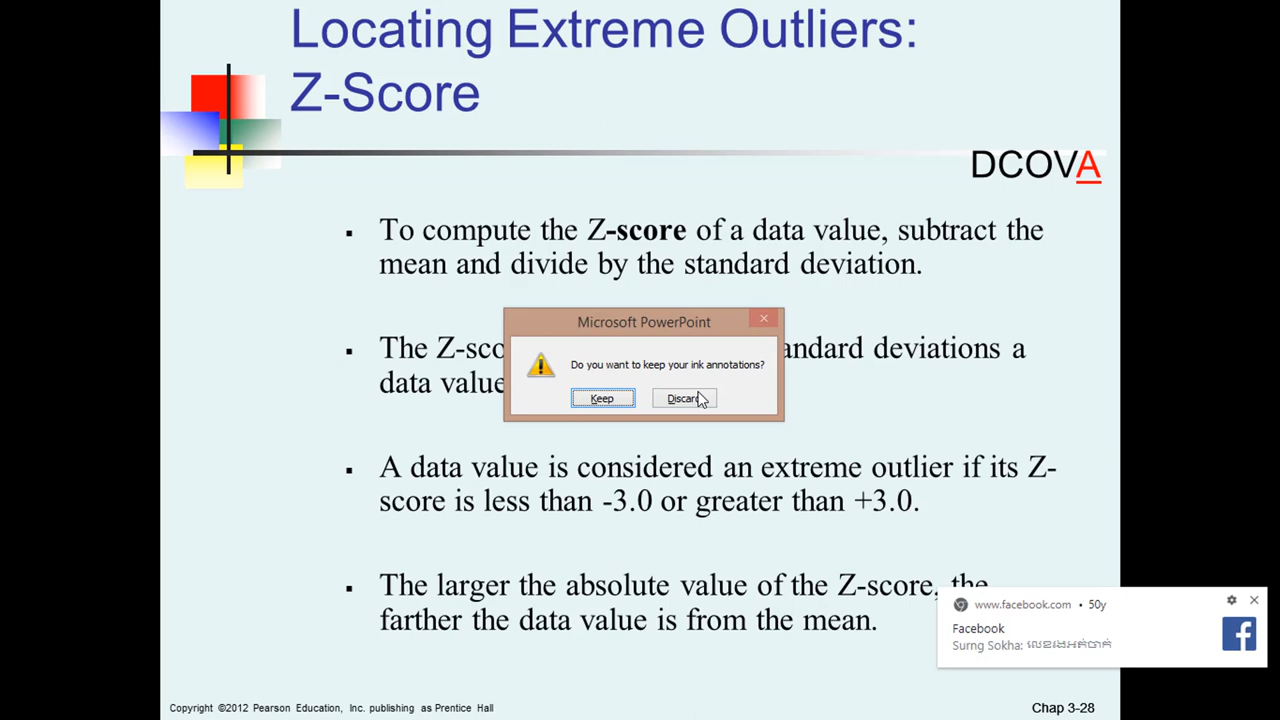 Locating Extreme Outliers:
Z-Score
DCOVA
▪ To compute the Z-score of a data value, subtract the
mean and divide by the standard deviation.
Microsoft PowerPoint
▪ The Z-sco
andard deviations a
data value
Do you want to keep your ink annotations?
Keep
Discard
▪ A data value is considered an extreme outlier if its Z-
score is less than -3.0 or greater than +3.0.
▪ The larger the absolute value of the Z-score, the
farther the data value is from the mean.
www.facebook.com • 50y
Facebook
Surng Sokha:
Copyright ©2012 Pearson Education, Inc. publishing as Prentice Hall
Chap 3-28